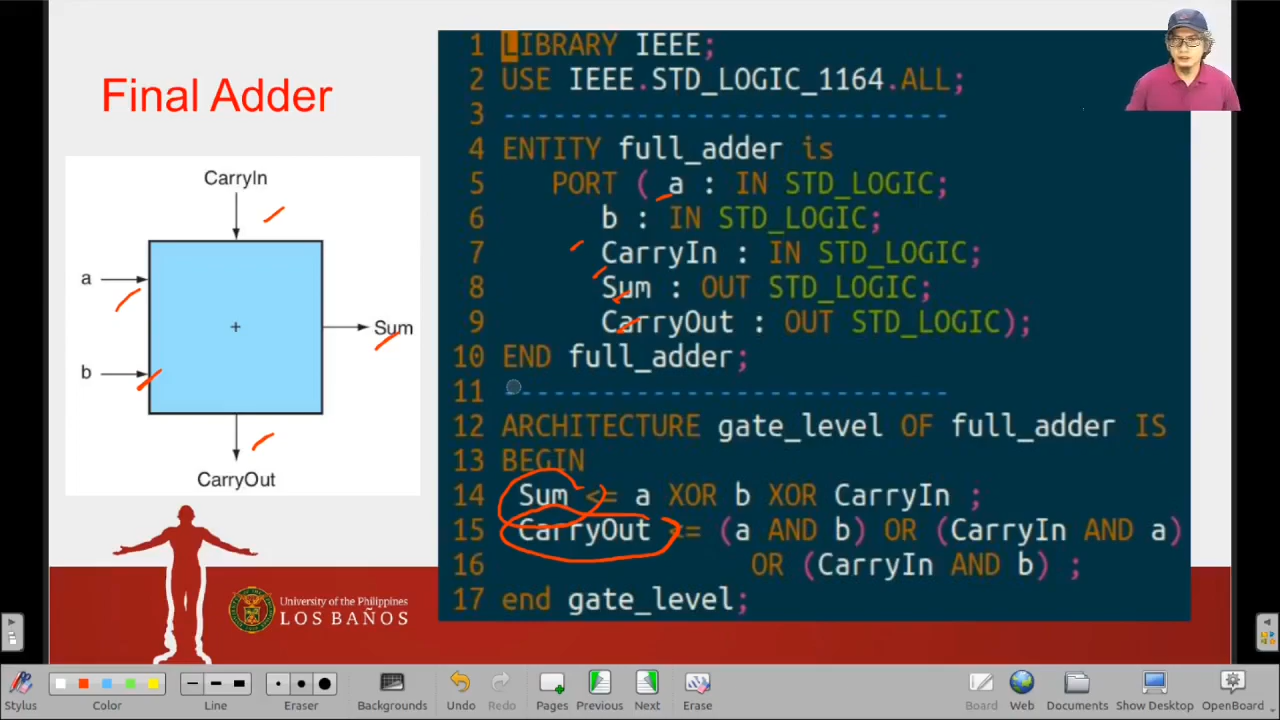 Final Adder
CarryIn
a
b
+
Sum
CarryOut
1 LIBRARY IEEE;
2 USE IEEE.STD_LOGIC_1164.ALL;
3 ---------------------------
4 ENTITY full_adder is
5 PORT ( a : IN STD_LOGIC;
6 b : IN STD_LOGIC;
7 CarryIn : IN STD_LOGIC;
8 Sum : OUT STD_LOGIC;
9 CarryOut : OUT STD_LOGIC);
10 END full_adder;
11 ---------------------------
12 ARCHITECTURE gate_level OF full_adder IS
13 BEGIN
14 Sum <= a XOR b XOR CarryIn ;
15 CarryOut <= (a AND b) OR (CarryIn AND a)
16 OR (CarryIn AND b) ;
17 end gate_level;
University of the Philippines
LOS BAÑOS
Stylus
Color
Line
Eraser
Backgrounds
Undo
Redo
Pages
Previous
Next
Erase
Board
Web
Documents
Show Desktop
OpenBoard